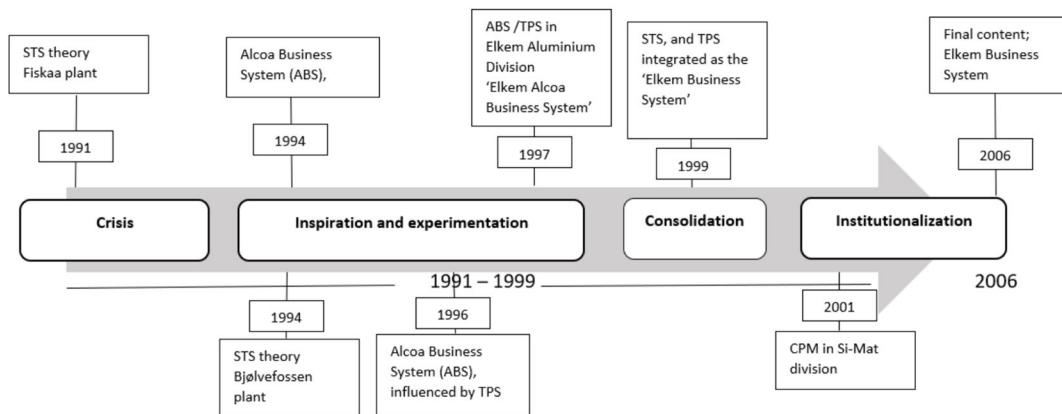 STS theory
Fiskaa plant
Alcoa Business
System (ABS),
ABS /TPS in
Elkem Aluminium
Division
‘Elkem Alcoa
Business System’
STS, and TPS
integrated as the
‘Elkem Business
System’
Final content;
Elkem Business
System
1991
1994
1997
1999
2006
Crisis
Inspiration and experimentation
Consolidation
Institutionalization
1991 – 1999
2006
1994
1996
2001
STS theory
Bjølvefossen
plant
Alcoa Business
System (ABS),
influenced by TPS
CPM in Si-Mat
division